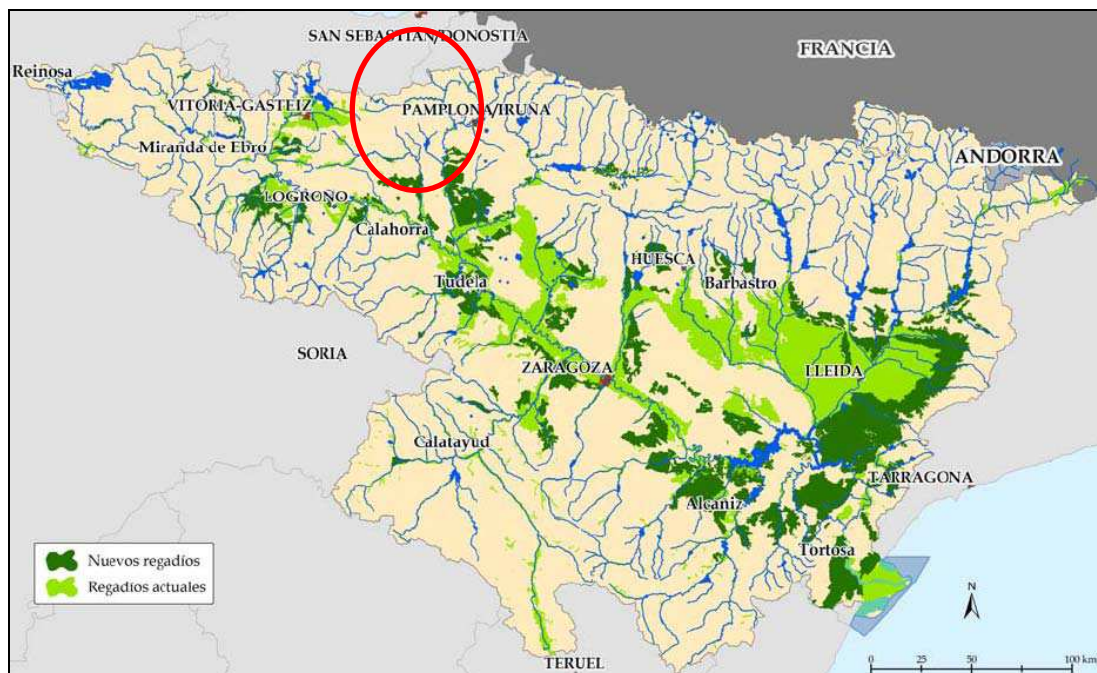 SAN SEBASTIÁN/DONOSTIA
FRANCIA
Reinosa
VITORIA-GASTEIZ
PAMPLONA/IRUÑA
Miranda de Ebro
ANDORRA
LOGROÑO
Calahorra
HUESCA
Barbastro
Tudela
SORIA
ZARAGOZA
LLEIDA
Calatayud
TARRAGONA
Alcañiz
Tortosa
Nuevos regadíos
Regadíos actuales
N
TERUEL
0 25 50 100 km